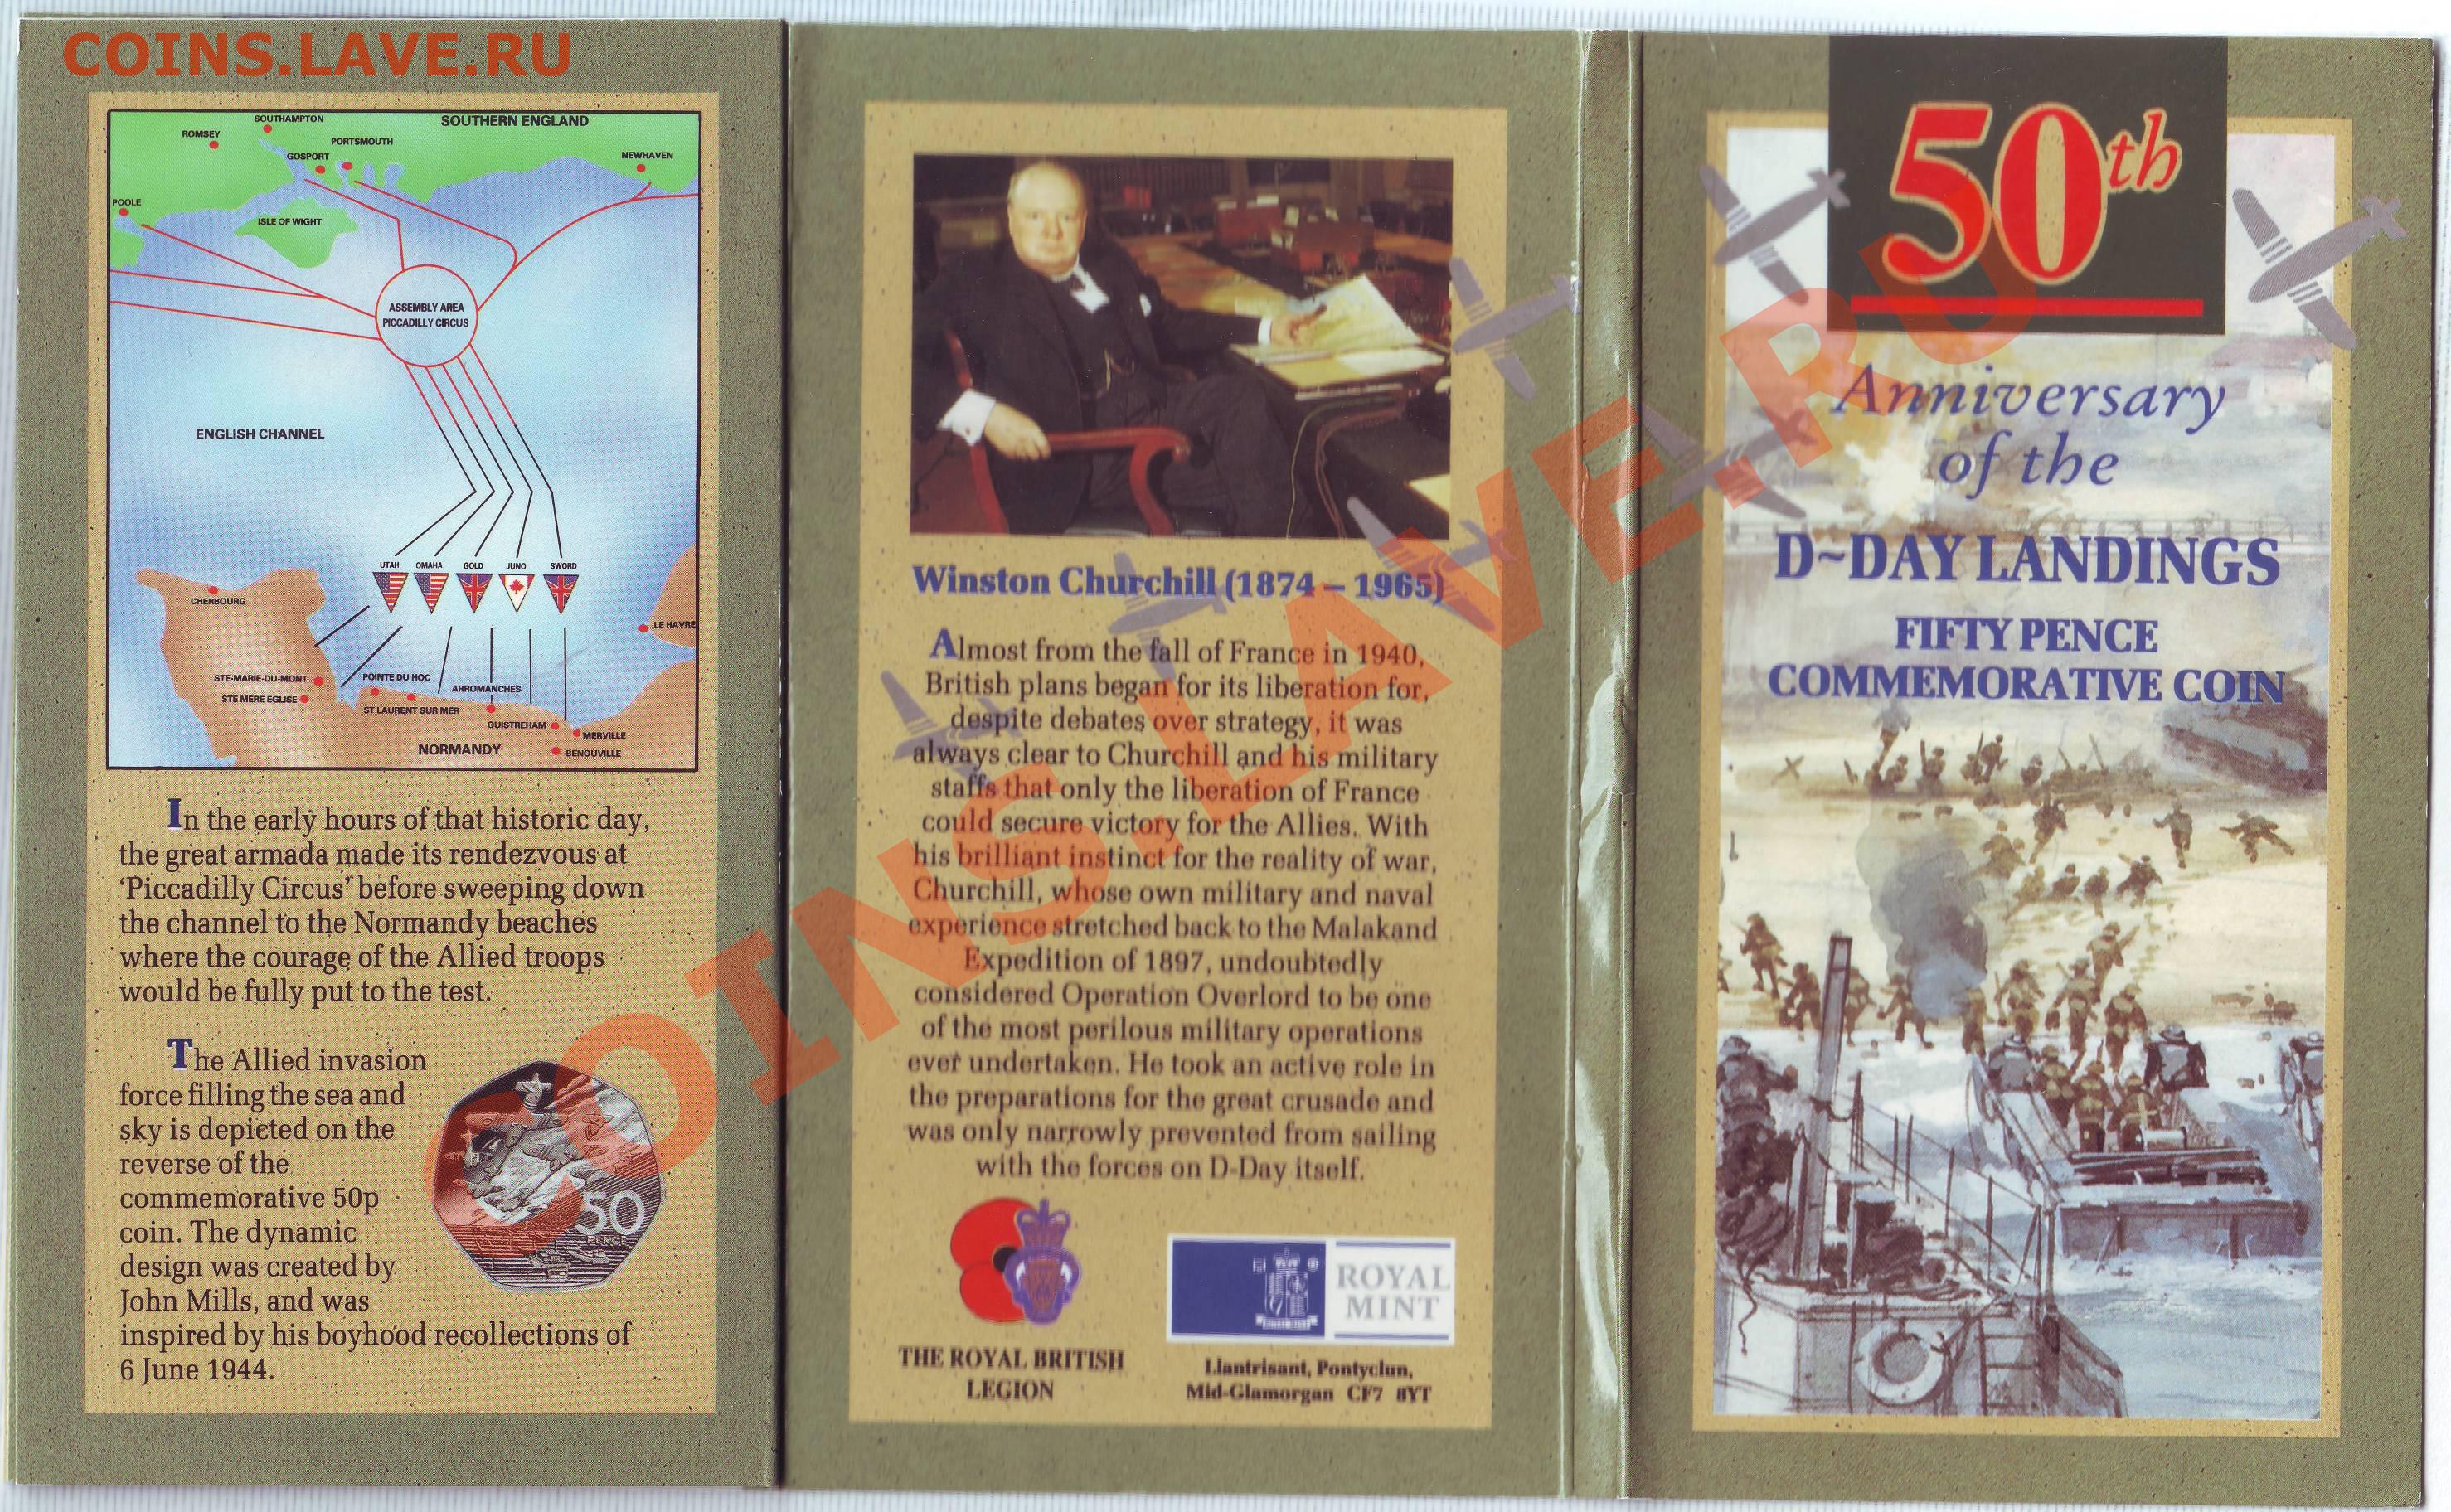 COINS.LAVE.RU
SOUTHAMPTON
SOUTHERN ENGLAND
ROMSEY
PORTSMOUTH
GOSPORT
NEWHAVEN
POOLE
ISLE OF WIGHT
ASSEMBLY AREA
PICCADILLY CIRCUS
ENGLISH CHANNEL
UTAH OMAHA GOLD JUNO SWORD
CHERBOURG
LE HAVRE
STE-MARIE-DU-MONT
POINTE DU HOC
STE MÈRE EGLISE
ARROMANCHES
ST LAURENT SUR MER
OUISTREHAM
MERVILLE
NORMANDY
BENOUVILLE
In the early hours of that historic day,
the great armada made its rendezvous at
‘Piccadilly Circus’ before sweeping down
the channel to the Normandy beaches
where the courage of the Allied troops
would be fully put to the test.
The Allied invasion
force filling the sea and
sky is depicted on the
reverse of the
commemorative 50p
coin. The dynamic
design was created by
John Mills, and was
inspired by his boyhood recollections of
6 June 1944.
50
PENCE
Winston Churchill (1874 – 1965)
Almost from the fall of France in 1940,
British plans began for its liberation for,
despite debates over strategy, it was
always clear to Churchill and his military
staffs that only the liberation of France
could secure victory for the Allies. With
his brilliant instinct for the reality of war,
Churchill, whose own military and naval
experience stretched back to the Malakand
Expedition of 1897, undoubtedly
considered Operation Overlord to be one
of the most perilous military operations
ever undertaken. He took an active role in
the preparations for the great crusade and
was only narrowly prevented from sailing
with the forces on D-Day itself.
THE ROYAL BRITISH
LEGION
ROYAL
MINT
Llantrisant, Pontyclun,
Mid-Glamorgan CF7 8YT
50th
Anniversary
of the
D~DAY LANDINGS
FIFTY PENCE
COMMEMORATIVE COIN
COINS.LAVE.RU